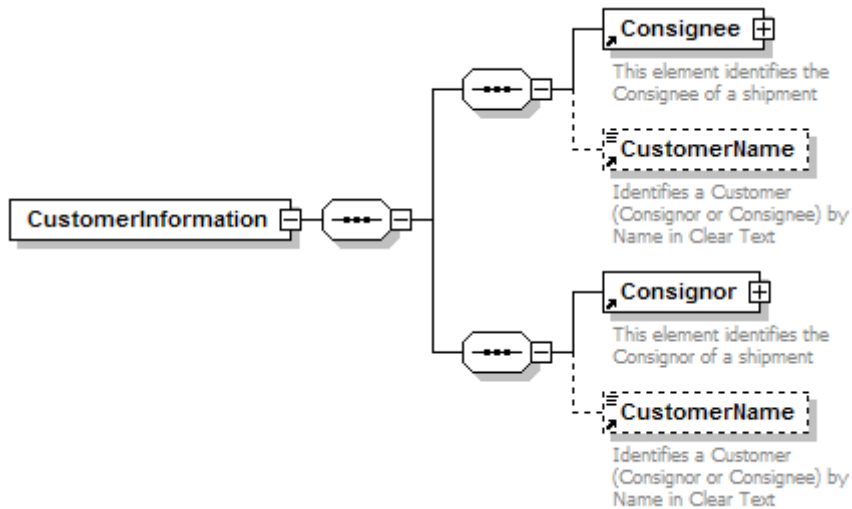 Consignee
This element identifies the
Consignee of a shipment
CustomerName
Identifies a Customer
(Consignor or Consignee) by
Name in Clear Text
CustomerInformation
Consignor
This element identifies the
Consignor of a shipment
CustomerName
Identifies a Customer
(Consignor or Consignee) by
Name in Clear Text